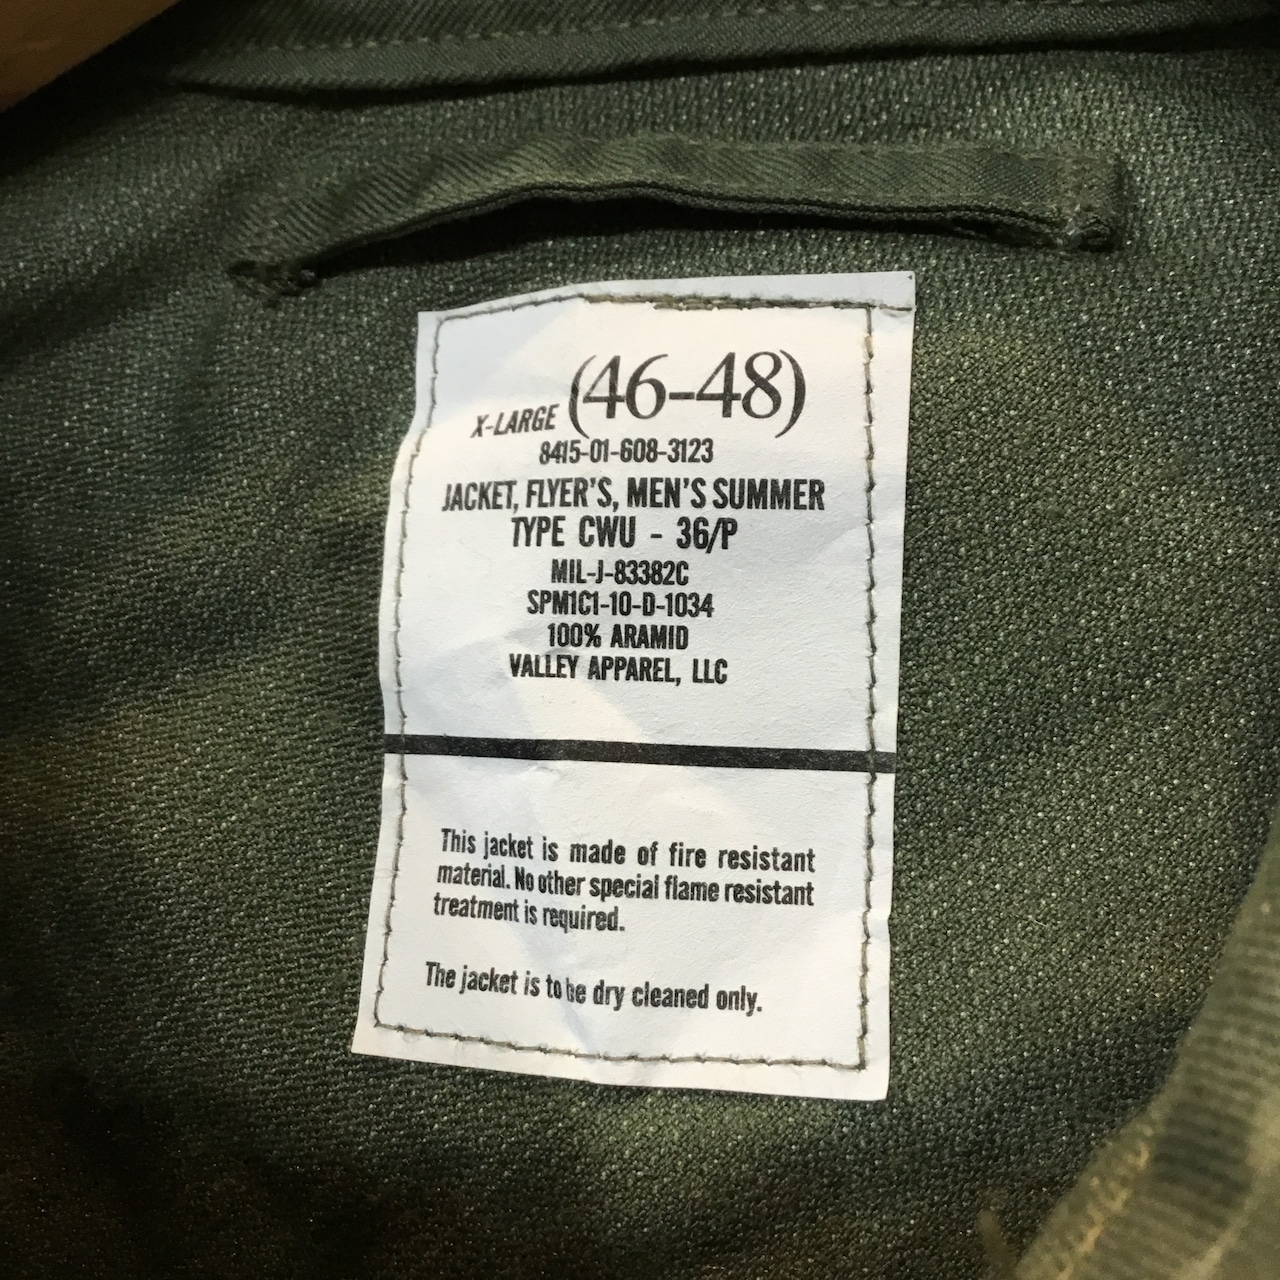 X-LARGE (46-48)
8415-01-608-3123
JACKET, FLYER'S, MEN'S SUMMER
TYPE CWU - 36/P
MIL-J-83382C
SPM1C1-10-D-1034
100% ARAMID
VALLEY APPAREL, LLC
This jacket is made of fire resistant
material. No other special flame resistant
treatment is required.
The jacket is to be dry cleaned only.